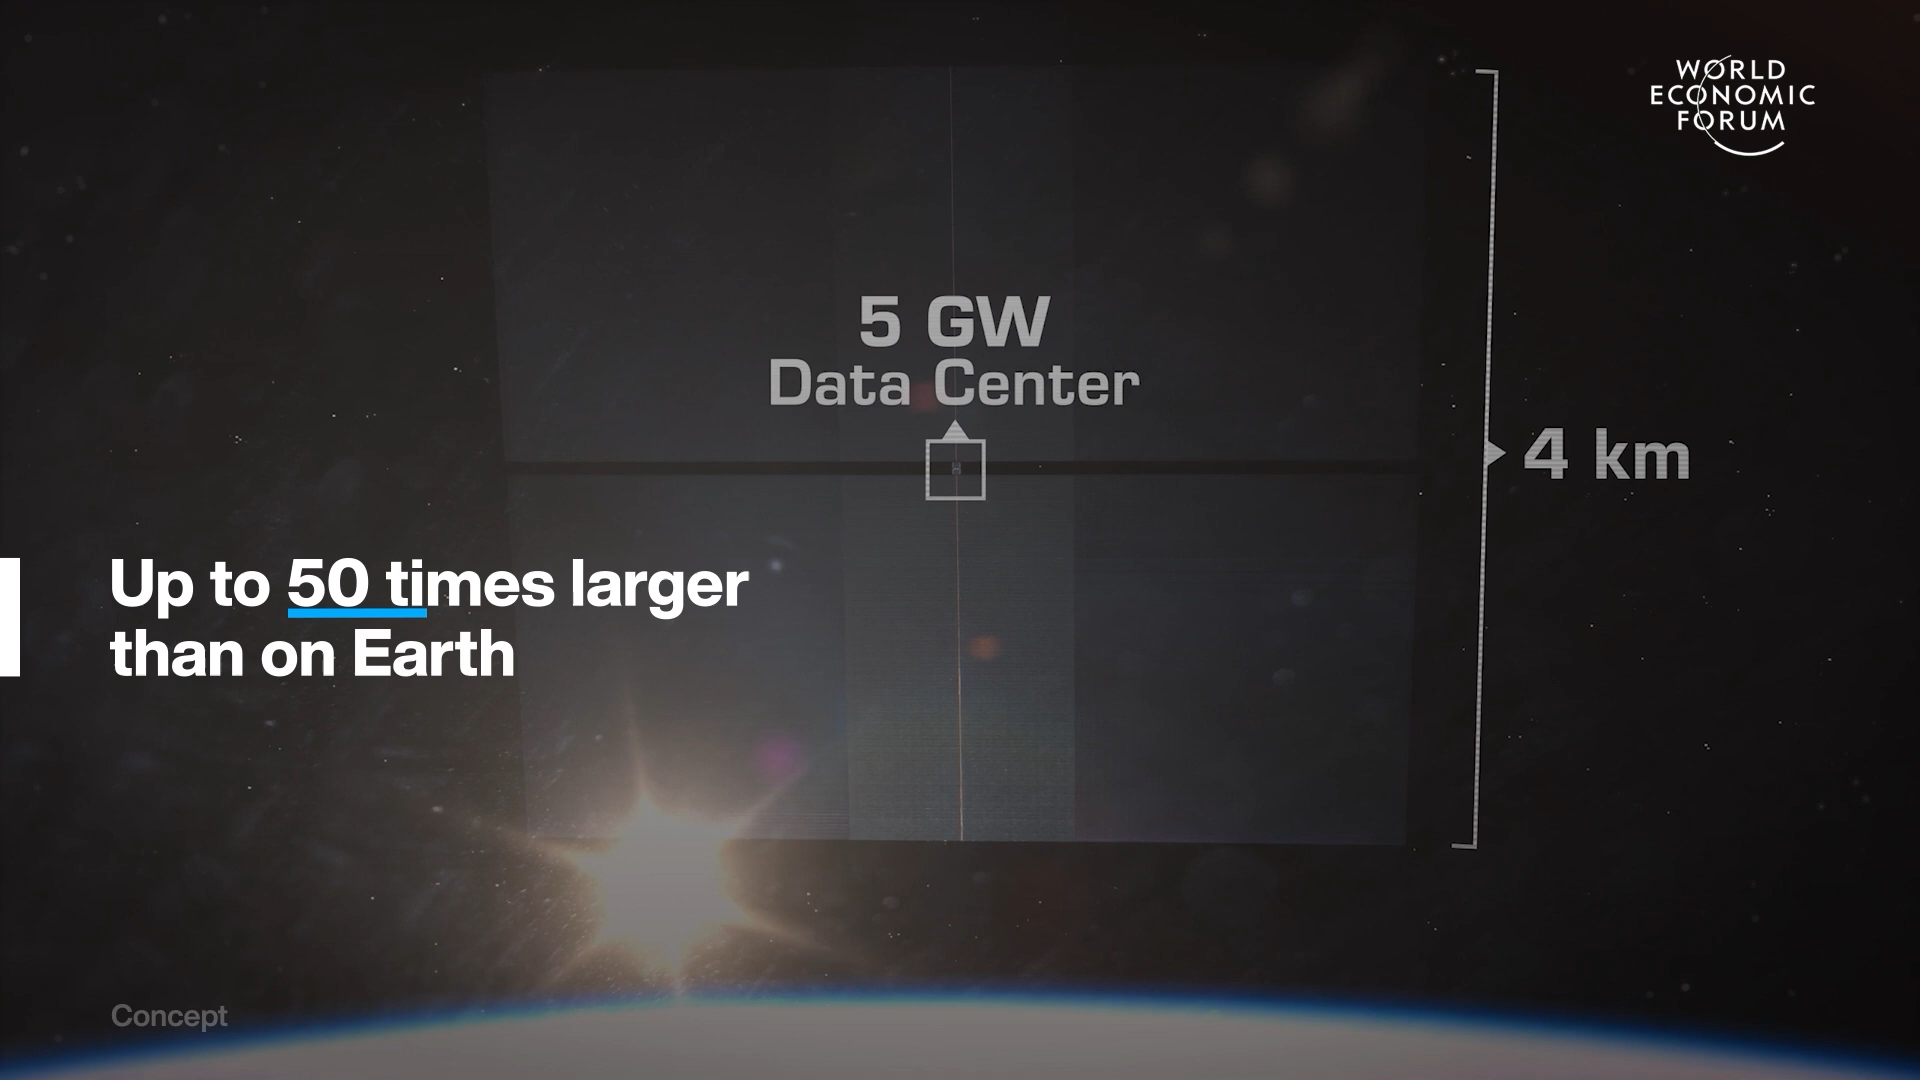 WORLD
ECONOMIC
FORUM
5 GW
Data Center
4 km
Up to 50 times larger
than on Earth
Concept